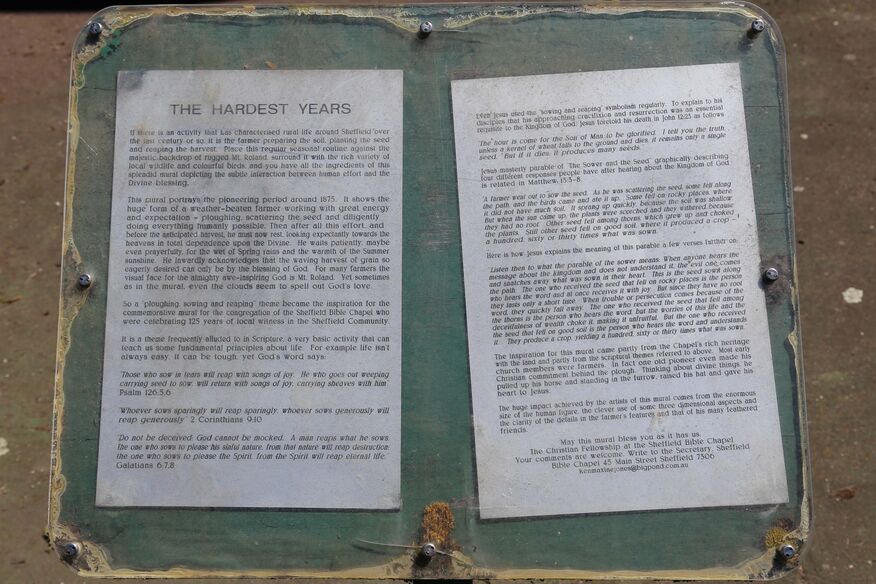 THE HARDEST YEARS
If there is an activity that has characterised rural life around Sheffield over
the last century or so, it is the farmer preparing the soil, planting the seed
and reaping the harvest. Place this regular seasonal routine against the
majestic backdrop of rugged Mt. Roland, surround it with the rich variety of
local wildlife and colourful birds, and you have all the ingredients of this
splendid mural depicting the subtle interaction between human effort and the
Divine blessing.
This mural portrays the pioneering period around 1875. It shows the
huge form of a weather-beaten farmer working with great energy
and expectation - ploughing, scattering the seed and diligently
doing everything humanly possible. Then after all this effort, and
before the anticipated harvest, he must now rest, looking expectantly towards the
heavens in total dependence upon the Divine. He waits patiently, maybe
even prayerfully, for the wet of Spring rains and the warmth of the Summer
sunshine. He inwardly acknowledges that the waving harvest of grain so
eagerly desired can only be by the blessing of God. For many farmers the
visual face for the almighty awe-inspiring God is Mt. Roland. Yet sometimes
as in the mural, even the clouds seem to spell out God's love.
So a 'ploughing, sowing and reaping' theme became the inspiration for the
commemorative mural for the congregation of the Sheffield Bible Chapel who
were celebrating 125 years of local witness in the Sheffield Community.
It is a theme frequently alluded to in Scripture, a very basic activity that can
teach us some fundamental principles about life. For example life isn't
always easy, it can be tough, yet God's word says:
'Those who sow in tears will reap with songs of joy. He who goes out weeping
carrying seed to sow, will return with songs of joy, carrying sheaves with him'
Psalm 126:5,6
'Whoever sows sparingly will reap sparingly, whoever sows generously will
reap generously.' 2 Corinthians 9:10
'Do not be deceived: God cannot be mocked. A man reaps what he sows,
the one who sows to please his sinful nature, from that nature will reap destruction;
the one who sows to please the Spirit, from the Spirit will reap eternal life.'
Galatians 6:7,8
Even Jesus used the 'sowing and reaping' symbolism regularly. To explain to his
disciples that his approaching crucifixion and resurrection was an essential
requisite to the Kingdom of God, Jesus foretold his death in John 12:23 as follows
'The hour is come for the Son of Man to be glorified. I tell you the truth,
unless a kernel of wheat falls to the ground and dies, it remains only a single
seed. But if it dies, it produces many seeds.'
Jesus masterly parable of 'The Sower and the Seed' graphically describing
four different responses people have after hearing about the Kingdom of God
is related in Matthew, 13:3-8.
'A farmer went out to sow the seed. As he was scattering the seed, some fell along
the path, and the birds came and ate it up. Some fell on rocky places, where
it did not have much soil. It sprang up quickly, because the soil was shallow.
But when the sun came up, the plants were scorched and they withered because
they had no root. Other seed fell among thorns, which grew up and choked
the plants. Still other seed fell on good soil, where it produced a crop -
a hundred, sixty or thirty times what was sown.'
Here is how Jesus explains the meaning of this parable a few verses further on:
'Listen then to what the parable of the sower means. When anyone hears the
message about the kingdom and does not understand it, the evil one comes
and snatches away what was sown in their heart. This is the seed sown along
the path. The one who received the seed that fell on rocky places is the person
who hears the word and at once receives it with joy. But since they have no root
they lasts only a short time. When trouble or persecution comes because of the
word, they quickly fall away. The one who received the seed that fell among
the thorns is the person who hears the word, but the worries of this life and the
deceitfulness of wealth choke it, making it unfruitful. But the one who received
the seed that fell on good soil is the person who hears the word and understands
it. They produce a crop, yielding a hundred, sixty or thirty times what was sown.'
The inspiration for this mural came partly from the Chapel's rich heritage
with the land and partly from the scriptural themes referred to above. Most early
church members were farmers. In fact one old pioneer even made his
Christian commitment behind the plough. Thinking about divine things, he
pulled up his horse and standing in the furrow, raised his hat and gave his
heart to Jesus.
The huge impact achieved by the artists of this mural comes from the enormous
size of the human figure, the clever use of some three dimensional aspects and
the clarity of the details in the farmer's features and that of his many feathered
friends.
May this mural bless you as it has us.
The Christian Fellowship at the Sheffield Bible Chapel
Your comments are welcome. Write to the Secretary, Sheffield
Bible Chapel 45 Main Street Sheffield 7306
kenmaxinejones@bigpond.com.au